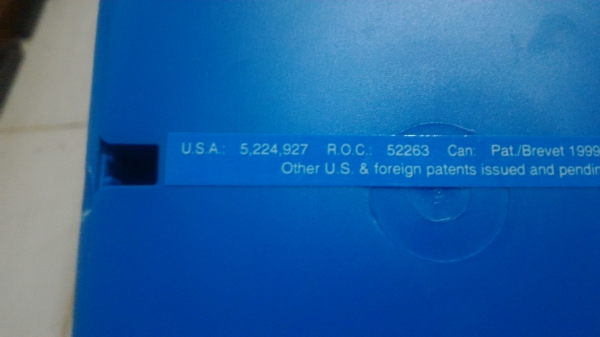 U.S.A.: 5,224,927 R.O.C.: 52263 Can: Pat./Brevet 1999
Other U.S. & foreign patents issued and pendin